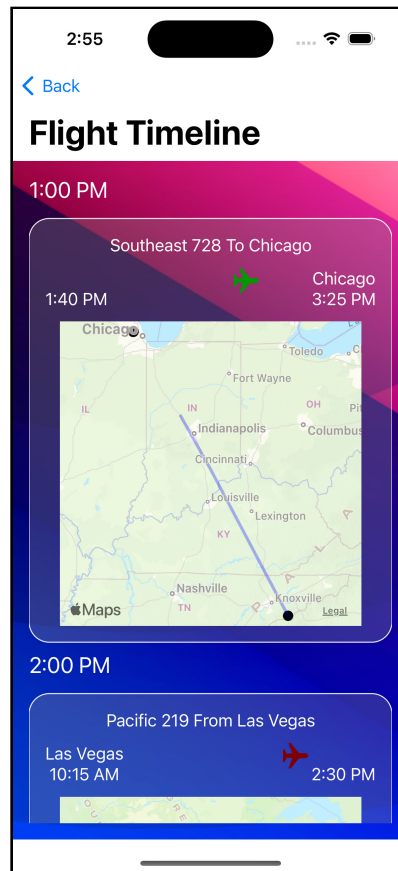 2:55
Back
Flight Timeline
1:00 PM
Southeast 728 To Chicago
Chicago
1:40 PM 3:25 PM
Chicago
Toledo
Fort Wayne
IL IN OH Pi
Indianapolis
Columbus
Cincinnati
Louisville
Lexington
KY
Nashville
Knoxville
TN
P A L A
Maps
Legal
2:00 PM
Pacific 219 From Las Vegas
Las Vegas
10:15 AM 2:30 PM